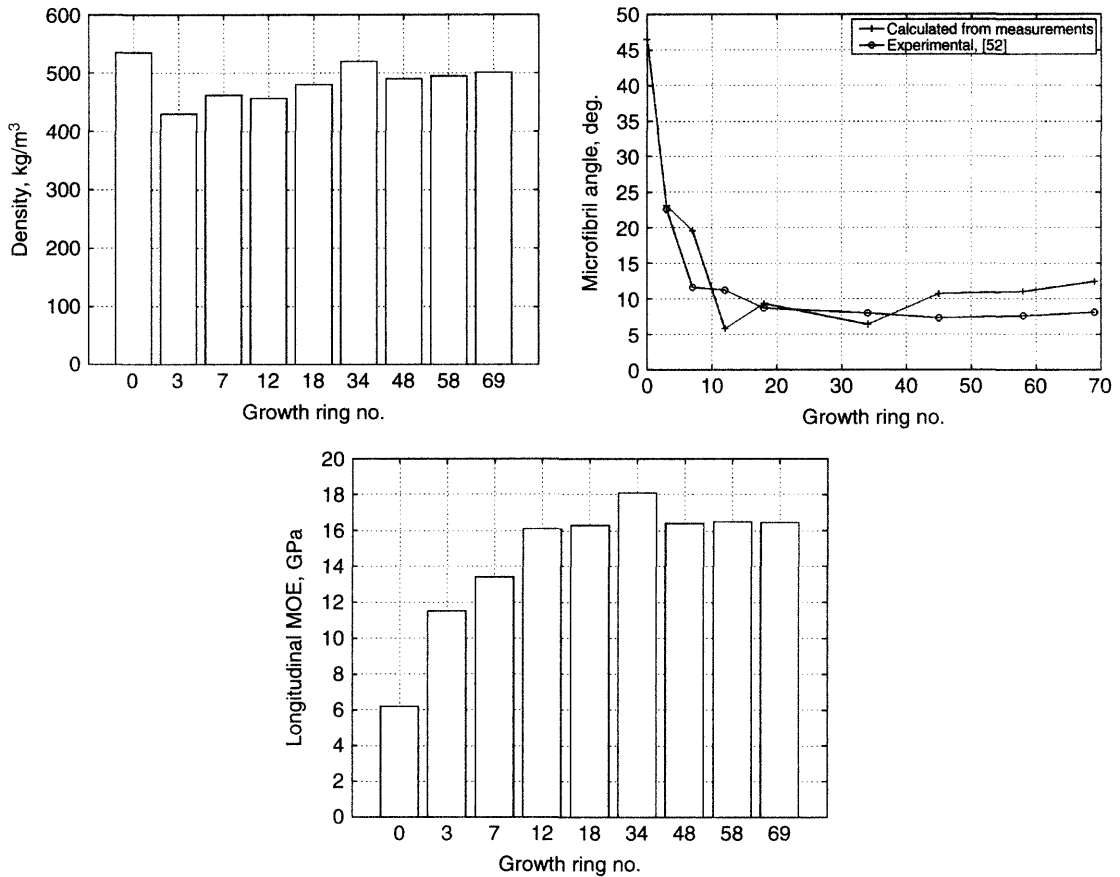 600
500
400
300
200
100
0
Density, kg/m³
0 3 7 12 18 34 48 58 69
Growth ring no.
50
45
40
35
30
25
20
15
10
5
0
Microfibril angle, deg.
Calculated from measurements
Experimental, [52]
0 10 20 30 40 50 60 70
Growth ring no.
20
18
16
14
12
10
8
6
4
2
0
Longitudinal MOE, GPa
0 3 7 12 18 34 48 58 69
Growth ring no.